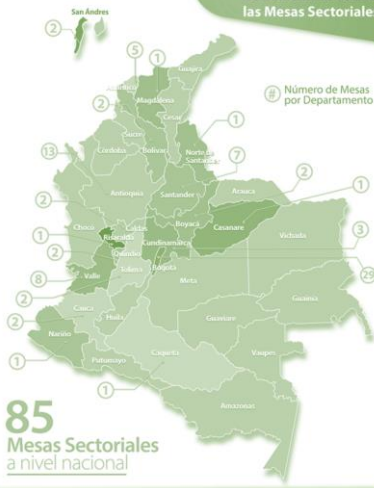 las Mesas Sectoriale
San Ándres
2
5
1
Guajira
Atlántico
# Número de Mesas
por Departamento
2
Magdalena
Cesar
1
Sucre
Norte de
Santander
13
Córdoba
Bolívar
7
Antioquia
Santander
Arauca
2
2
Boyacá
Casanare
1
Chocó
Caldas
1
Risaralda
Cundinamarca
Vichada
3
2
Quindío
Bogotá
29
8
Valle
Tolima
Meta
2
Guainía
Cauca
Huila
Guaviare
2
Nariño
Vaupes
1
Putumayo
Caquetá
1
Amazonas
85
Mesas Sectoriales
a nivel nacional